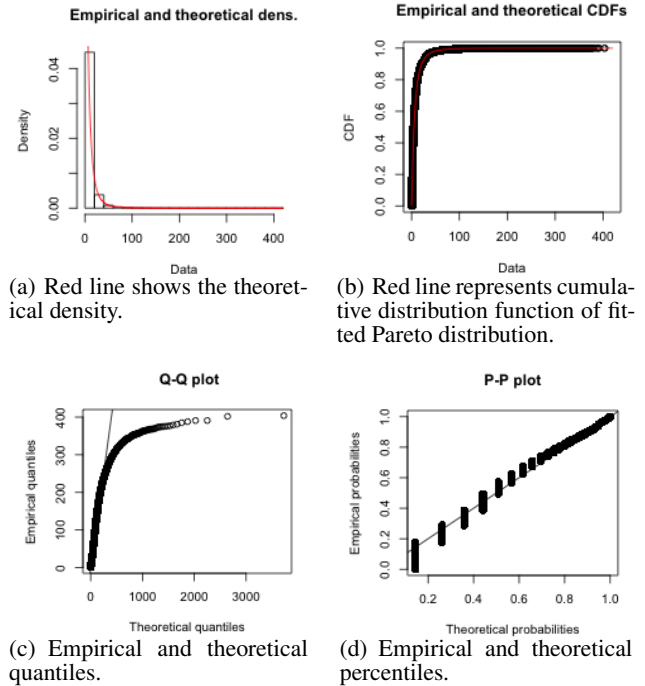 Empirical and theoretical dens.
Density
0.00
0.02
0.04
0 100 200 300 400
Data
(a) Red line shows the theoret-
ical density.
Empirical and theoretical CDFs
CDF
0.0
0.2
0.4
0.6
0.8
1.0
0 100 200 300 400
Data
(b) Red line represents cumula-
tive distribution function of fit-
ted Pareto distribution.
Q-Q plot
Empirical quantiles
0
100
200
300
400
0 1000 3000
Theoretical quantiles
(c) Empirical and theoretical
quantiles.
P-P plot
Empirical probabilities
0.0
0.2
0.4
0.6
0.8
1.0
0.2 0.4 0.6 0.8 1.0
Theoretical probabilities
(d) Empirical and theoretical
percentiles.